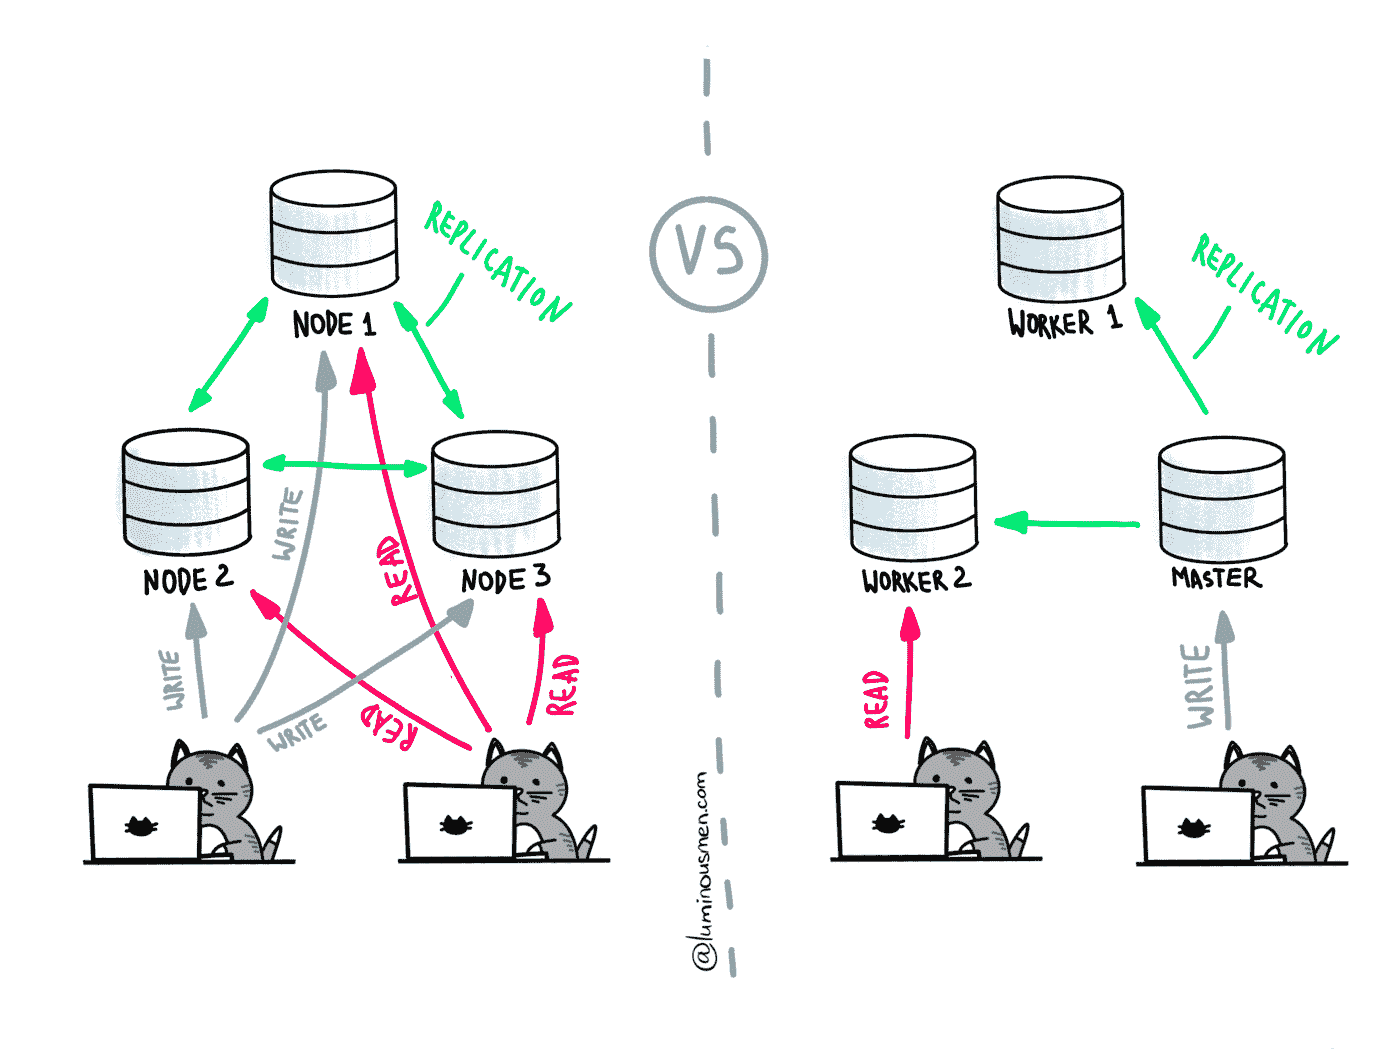 REPLICATION
NODE 1
NODE 2
NODE 3
WRITE
READ
WRITE
READ
WRITE
READ
VS
@luminousmen.com
REPLICATION
WORKER 1
WORKER 2
MASTER
READ
WRITE